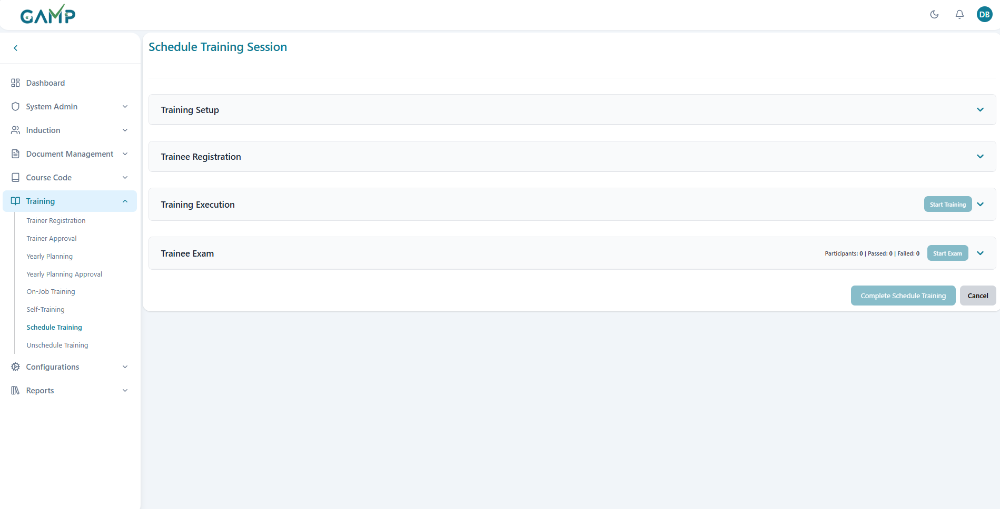 GAMP
DB
Schedule Training Session
Dashboard
System Admin
Induction
Document Management
Course Code
Training
Trainer Registration
Trainer Approval
Yearly Planning
Yearly Planning Approval
On-Job Training
Self-Training
Schedule Training
Unschedule Training
Configurations
Reports
Training Setup
Trainee Registration
Training Execution
Start Training
Trainee Exam
Participants: 0 | Passed: 0 | Failed: 0
Start Exam
Complete Schedule Training
Cancel